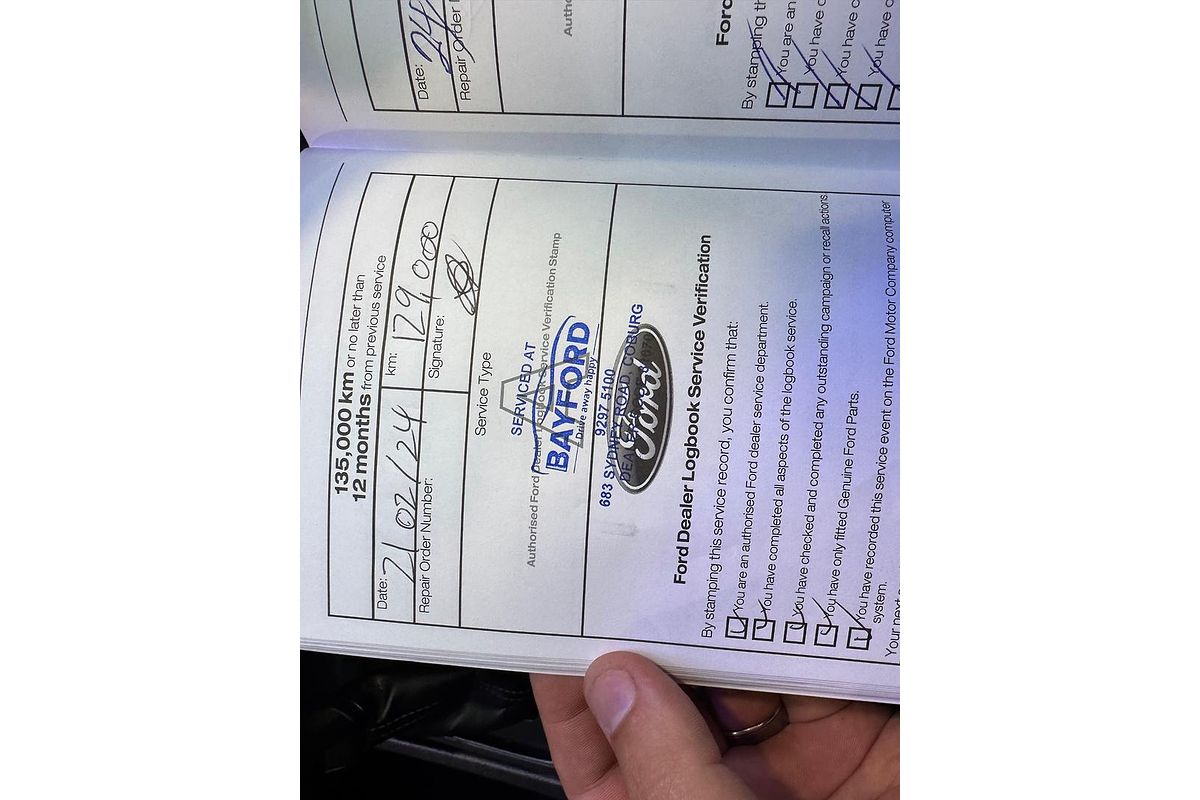 135,000 km or no later than
12 months from previous service
Date: 21/02/24 km: 129,000
Repair Order Number: Signature:
Service Type
SERVICED AT
Authorised Ford Dealer Logbook Service Verification Stamp
BAYFORD
Drive away happy
9297 5100
683 SYDNEY ROAD, COBURG
Ford
Ford Dealer Logbook Service Verification
By stamping this service record, you confirm that:
You are an authorised Ford dealer service department.
You have completed all aspects of the logbook service.
You have checked and completed any outstanding campaign or recall actions
You have only fitted Genuine Ford Parts.
You have recorded this service event on the Ford Motor Company computer
system.
Your next
Date: 24
Repair Order
By stamping th
You are an
You have c
You have c
You have c